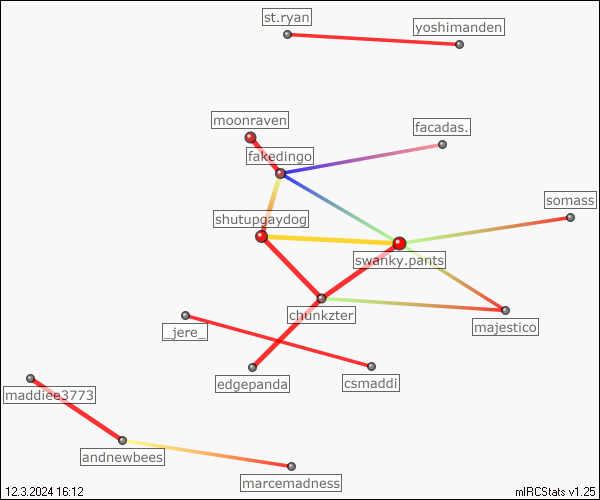 st.ryan
yoshimanden
moonraven
facadas.
fakedingo
somass
shutupgaydog
swanky.pants
chunkzter
majestico
_jere_
edgepanda
csmaddi
maddiee3773
andnewbees
marcemadness
12.3.2024 16:12
mIRCStats v1.25